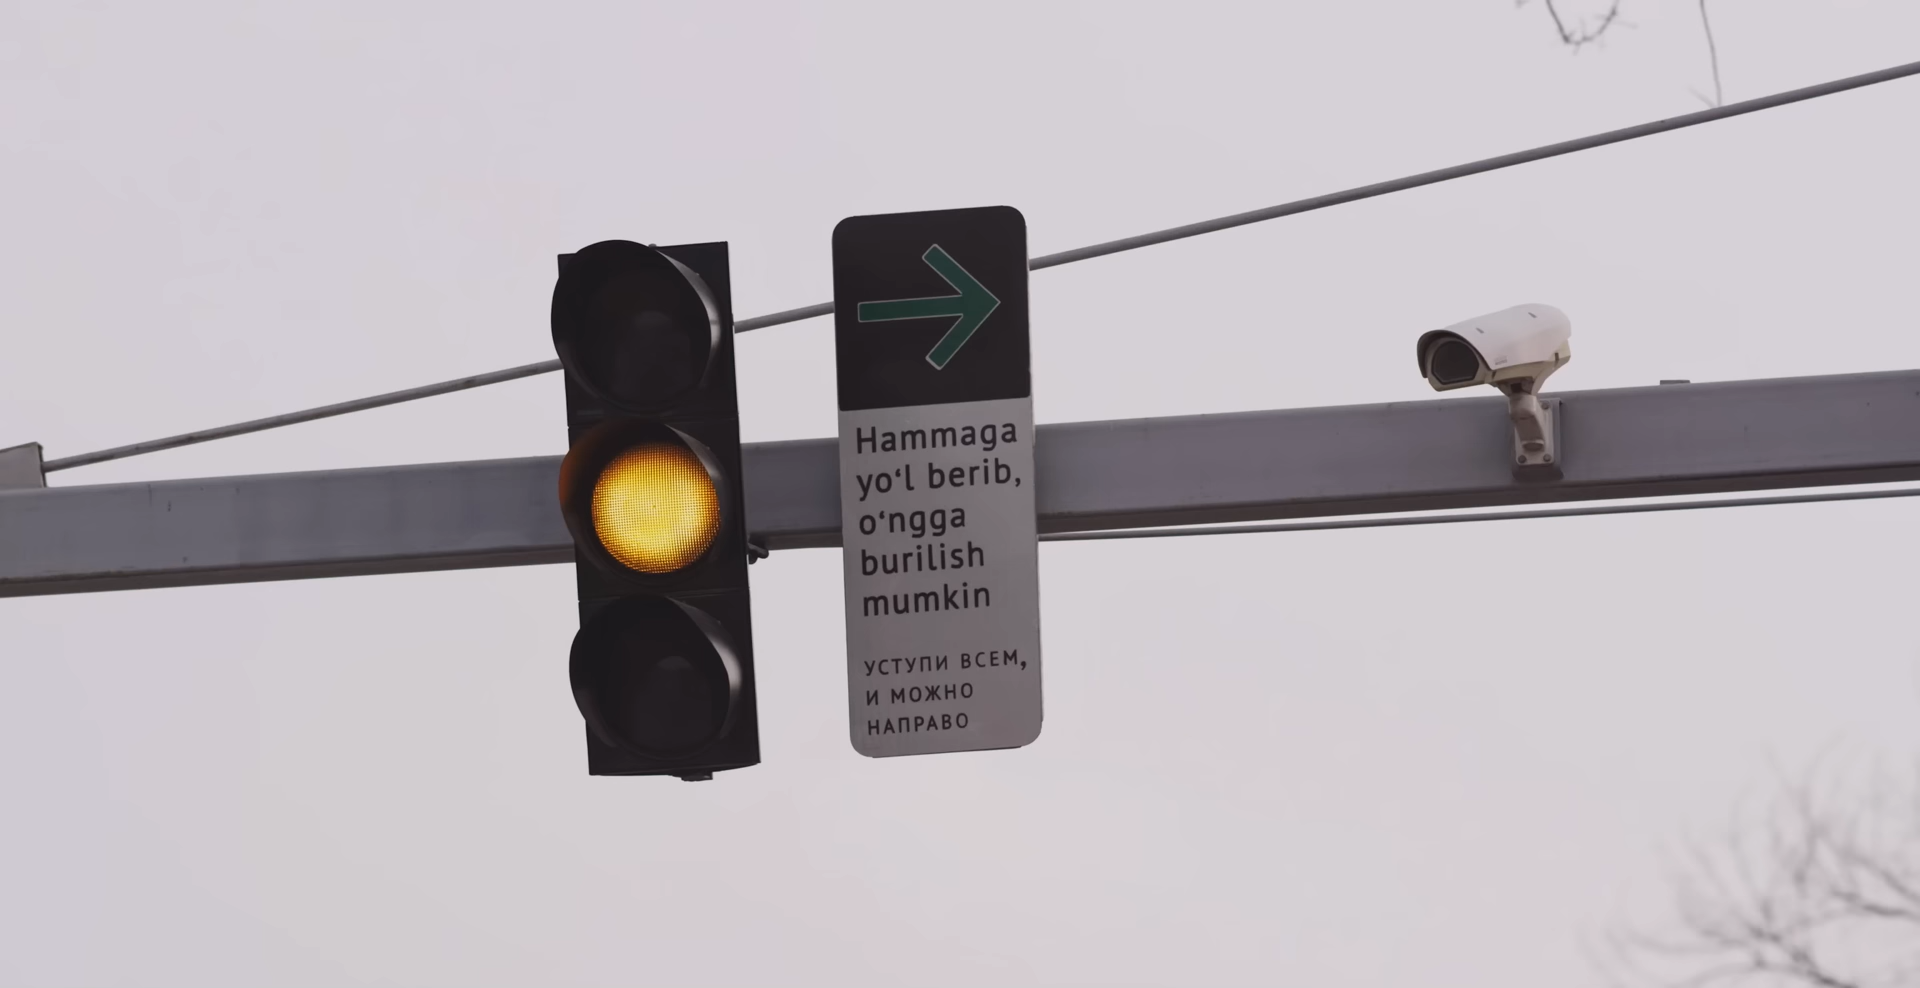 Hammaga
yo‘l berib,
o‘ngga
burilish
mumkin
УСТУПИ ВСЕМ,
И МОЖНО
НАПРАВО